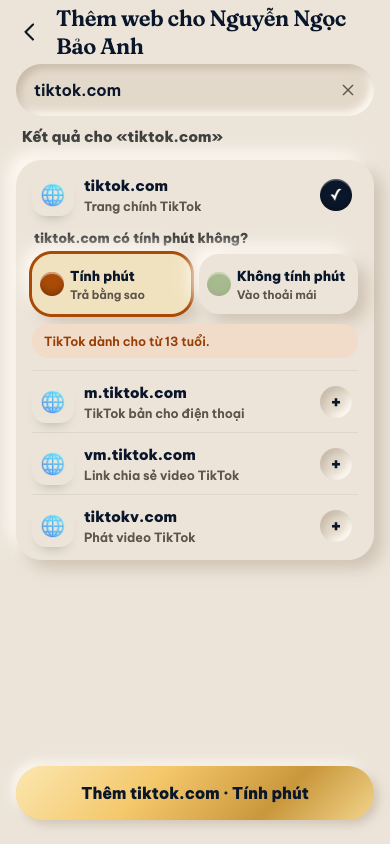 Thêm web cho Nguyễn Ngọc
Bảo Anh
tiktok.com
Kết quả cho «tiktok.com»
tiktok.com
Trang chính TikTok
tiktok.com có tính phút không?
Tính phút
Trả bằng sao
Không tính phút
Vào thoải mái
TikTok dành cho từ 13 tuổi.
m.tiktok.com
TikTok bản cho điện thoại
vm.tiktok.com
Link chia sẻ video TikTok
tiktokv.com
Phát video TikTok
Thêm tiktok.com · Tính phút